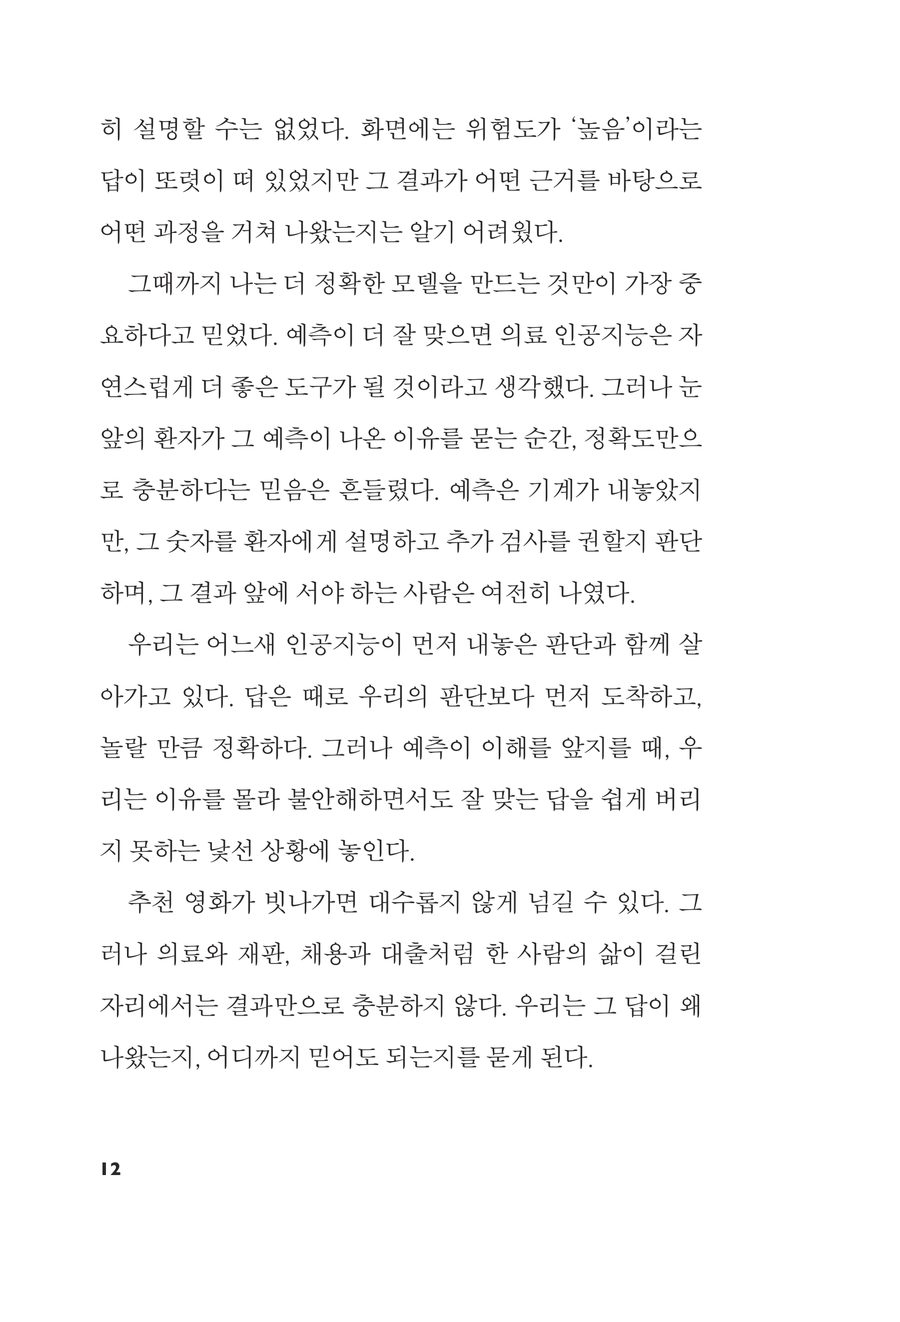 히 설명할 수는 없었다. 화면에는 위험도가 ‘높음’이라는
답이 또렷이 떠 있었지만 그 결과가 어떤 근거를 바탕으로
어떤 과정을 거쳐 나왔는지는 알기 어려웠다.
그때까지 나는 더 정확한 모델을 만드는 것만이 가장 중
요하다고 믿었다. 예측이 더 잘 맞으면 의료 인공지능은 자
연스럽게 더 좋은 도구가 될 것이라고 생각했다. 그러나 눈
앞의 환자가 그 예측이 나온 이유를 묻는 순간, 정확도만으
로 충분하다는 믿음은 흔들렸다. 예측은 기계가 내놓았지
만, 그 숫자를 환자에게 설명하고 추가 검사를 권할지 판단
하며, 그 결과 앞에 서야 하는 사람은 여전히 나였다.
우리는 어느새 인공지능이 먼저 내놓은 판단과 함께 살
아가고 있다. 답은 때로 우리의 판단보다 먼저 도착하고,
놀랄 만큼 정확하다. 그러나 예측이 이해를 앞지를 때, 우
리는 이유를 몰라 불안해하면서도 잘 맞는 답을 쉽게 버리
지 못하는 낯선 상황에 놓인다.
추천 영화가 빗나가면 대수롭지 않게 넘길 수 있다. 그
러나 의료와 재판, 채용과 대출처럼 한 사람의 삶이 걸린
자리에서는 결과만으로 충분하지 않다. 우리는 그 답이 왜
나왔는지, 어디까지 믿어도 되는지를 묻게 된다.
12